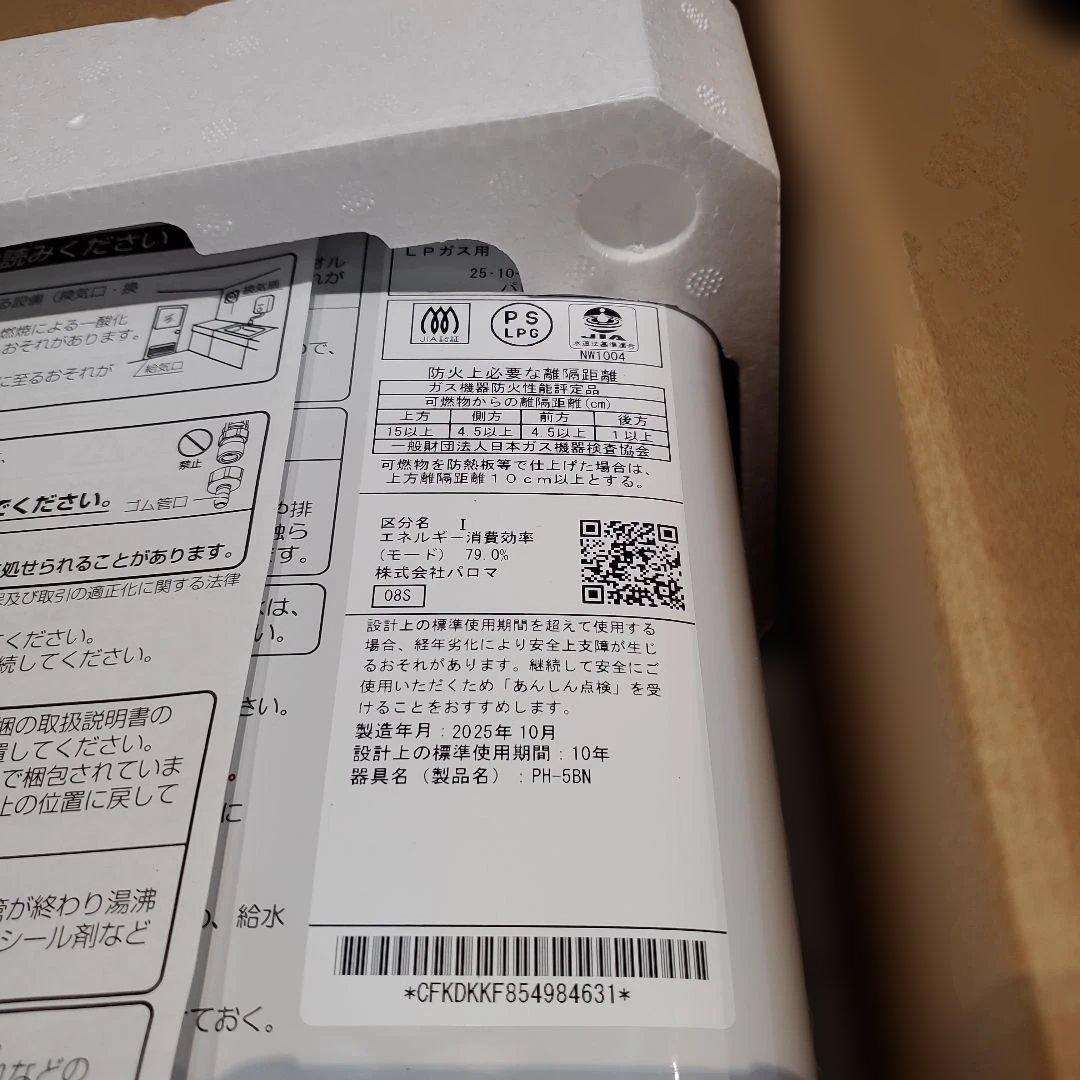 読みください
る設備（換気口・換
燃焼による一酸化
おそれがあります。
に至るおそれが
換気扇
給気口
禁止
でください。
ゴム管口
処せられることがあります。
及び取引の適正化に関する法律
ください。
続してください。
梱の取扱説明書の
置してください。
で梱包されていま
上の位置に戻して
管が終わり湯沸
シール剤など
などの
れが
で、
排
触ら
す。
は、
い。
さい。
に
、給水
ておく。
LPガス用
25・10-
パ
JIA認証
PS
LPG
JIA
水道法基準適合
NW1004
防火上必要な離隔距離
ガス機器防火性能評定品
可燃物からの離隔距離(cm)
上方 側方 前方 後方
15以上 4.5以上 4.5以上 1以上
一般財団法人日本ガス機器検査協会
可燃物を防熱板等で仕上げた場合は、
上方離隔距離10cm以上とする。
区分名 I
エネルギー消費効率
(モード) 79.0%
株式会社パロマ
08S
設計上の標準使用期間を超えて使用する
場合、経年劣化により安全上支障が生じ
るおそれがあります。継続して安全にご
使用いただくため「あんしん点検」を受
けることをおすすめします。
製造年月：2025年10月
設計上の標準使用期間：10年
器具名（製品名）：PH-5BN
*CFKDKKF854984631*